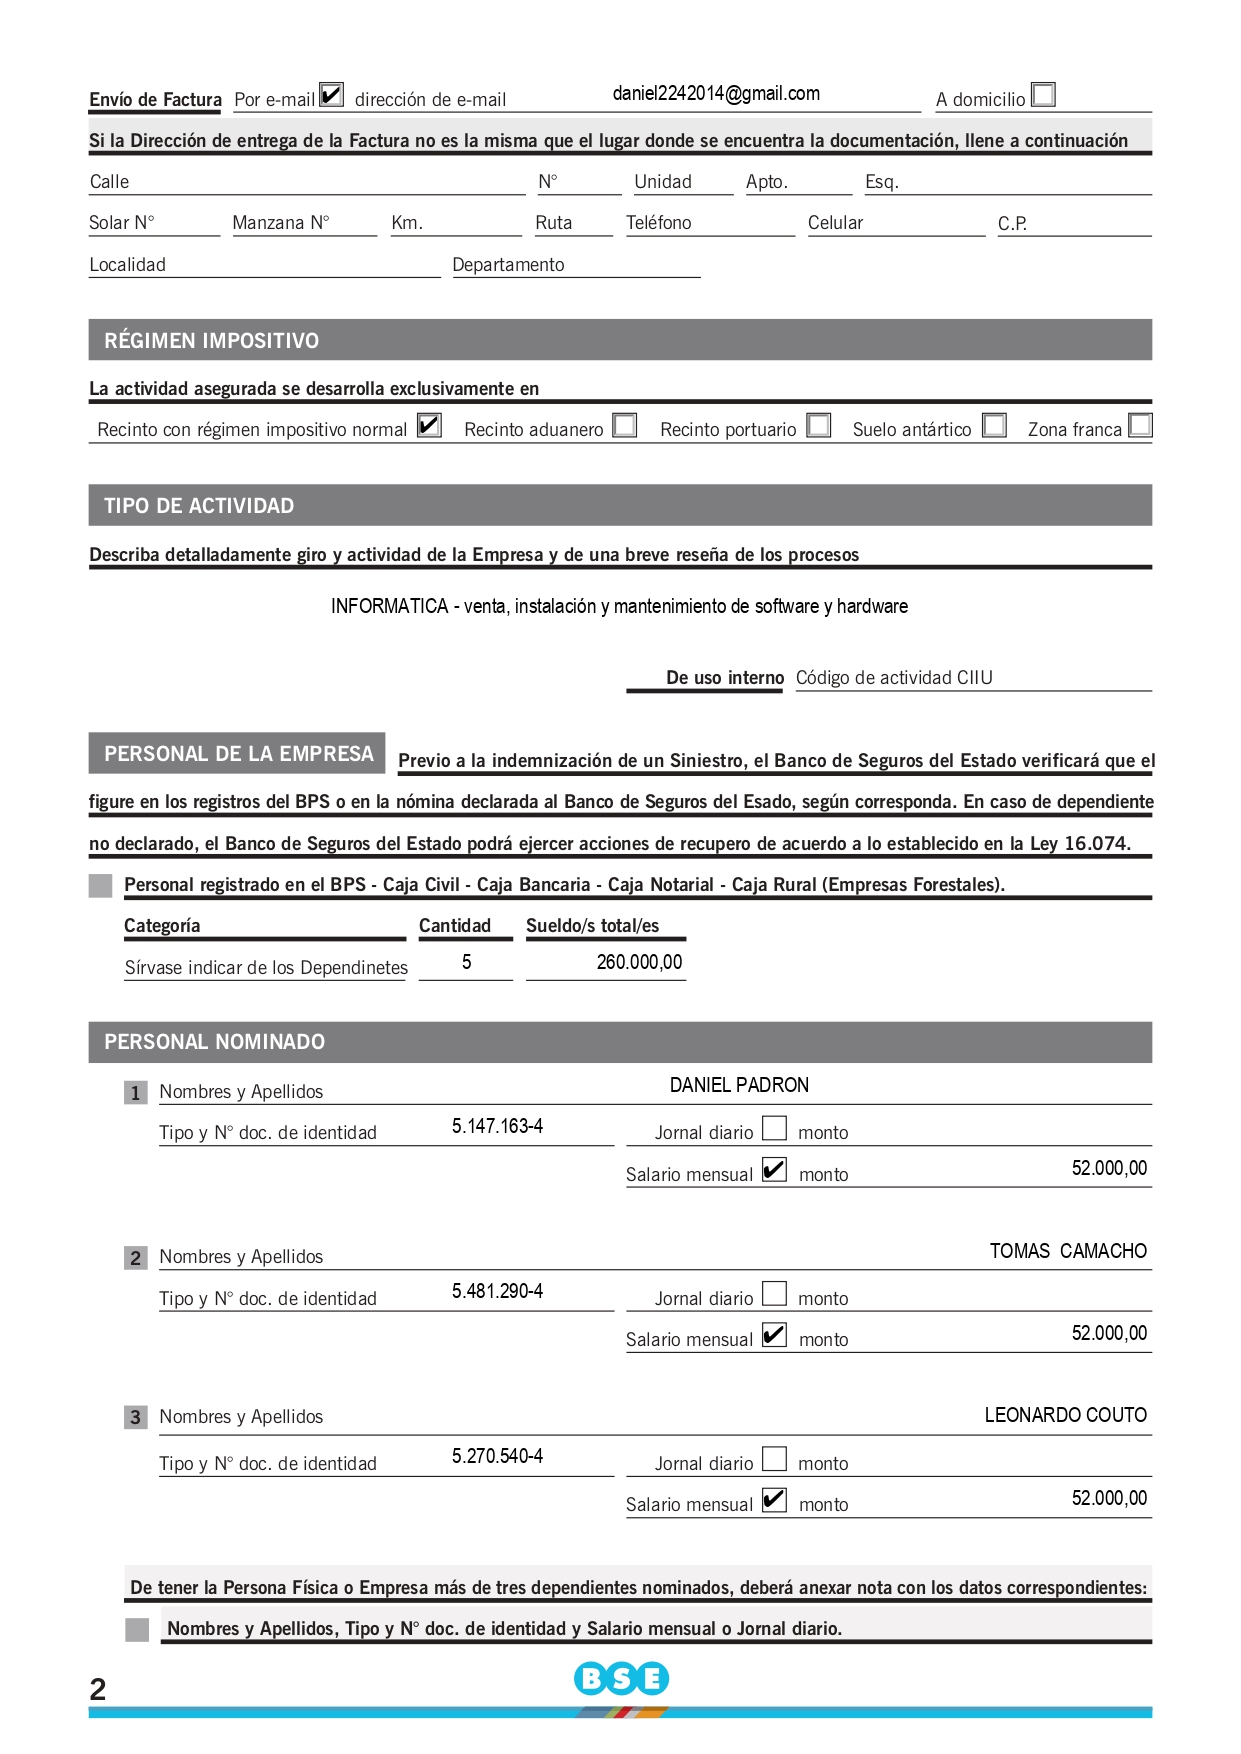 Envío de Factura Por e-mail ✔ dirección de e-mail daniel2242014@gmail.com A domicilio
Si la Dirección de entrega de la Factura no es la misma que el lugar donde se encuentra la documentación, llene a continuación
Calle N° Unidad Apto. Esq.
Solar N° Manzana N° Km. Ruta Teléfono Celular C.P.
Localidad Departamento
RÉGIMEN IMPOSITIVO
La actividad asegurada se desarrolla exclusivamente en
Recinto con régimen impositivo normal ✔ Recinto aduanero Recinto portuario Suelo antártico Zona franca
TIPO DE ACTIVIDAD
Describa detalladamente giro y actividad de la Empresa y de una breve reseña de los procesos
INFORMATICA - venta, instalación y mantenimiento de software y hardware
De uso interno Código de actividad CIIU
PERSONAL DE LA EMPRESA Previo a la indemnización de un Siniestro, el Banco de Seguros del Estado verificará que el
figure en los registros del BPS o en la nómina declarada al Banco de Seguros del Esado, según corresponda. En caso de dependiente
no declarado, el Banco de Seguros del Estado podrá ejercer acciones de recupero de acuerdo a lo establecido en la Ley 16.074.
Personal registrado en el BPS - Caja Civil - Caja Bancaria - Caja Notarial - Caja Rural (Empresas Forestales).
Categoría Cantidad Sueldo/s total/es
Sírvase indicar de los Dependinetes 5 260.000,00
PERSONAL NOMINADO
1 Nombres y Apellidos DANIEL PADRON
Tipo y N° doc. de identidad 5.147.163-4 Jornal diario monto
Salario mensual ✔ monto 52.000,00
2 Nombres y Apellidos TOMAS CAMACHO
Tipo y N° doc. de identidad 5.481.290-4 Jornal diario monto
Salario mensual ✔ monto 52.000,00
3 Nombres y Apellidos LEONARDO COUTO
Tipo y N° doc. de identidad 5.270.540-4 Jornal diario monto
Salario mensual ✔ monto 52.000,00
De tener la Persona Física o Empresa más de tres dependientes nominados, deberá anexar nota con los datos correspondientes:
Nombres y Apellidos, Tipo y N° doc. de identidad y Salario mensual o Jornal diario.
2 BSE